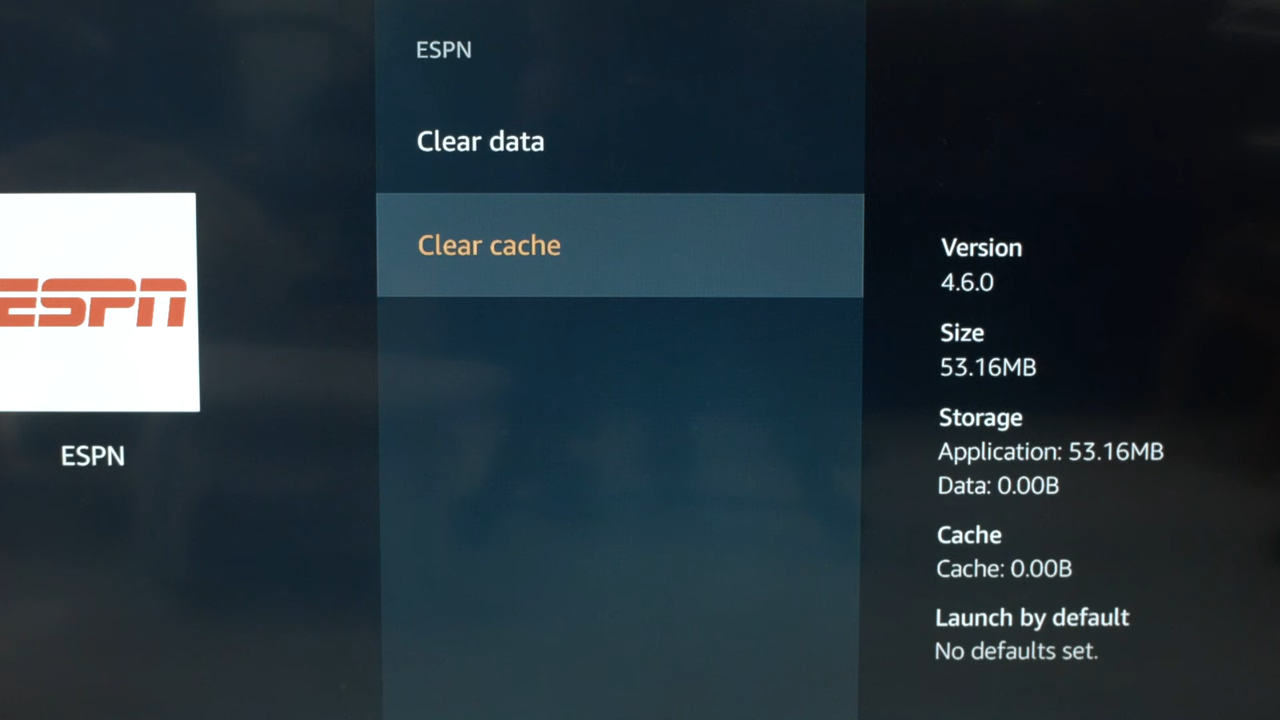 ESPN
Clear data
Clear cache
ESPN
ESPN
Version
4.6.0
Size
53.16MB
Storage
Application: 53.16MB
Data: 0.00B
Cache
Cache: 0.00B
Launch by default
No defaults set.